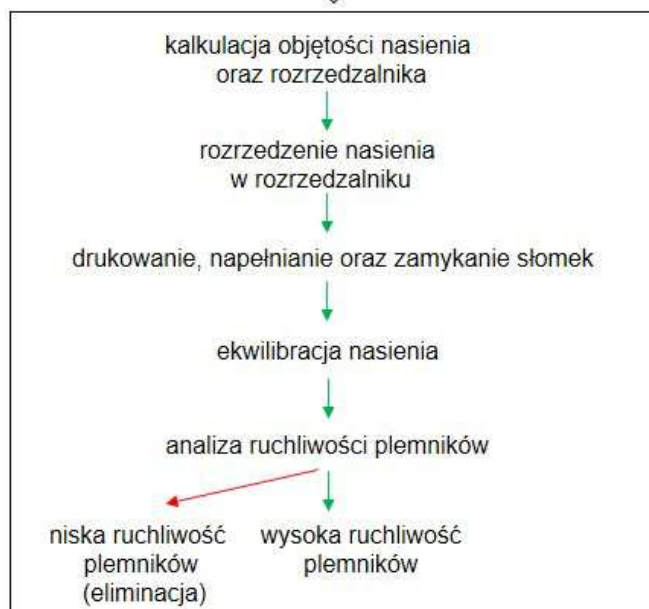 kalkulacja objętości nasienia
oraz rozrzedzalnika
rozrzedzenie nasienia
w rozrzedzalniku
drukowanie, napełnianie oraz zamykanie słomek
ekwilibracja nasienia
analiza ruchliwości plemników
niska ruchliwość
plemników
(eliminacja)
wysoka ruchliwość
plemników